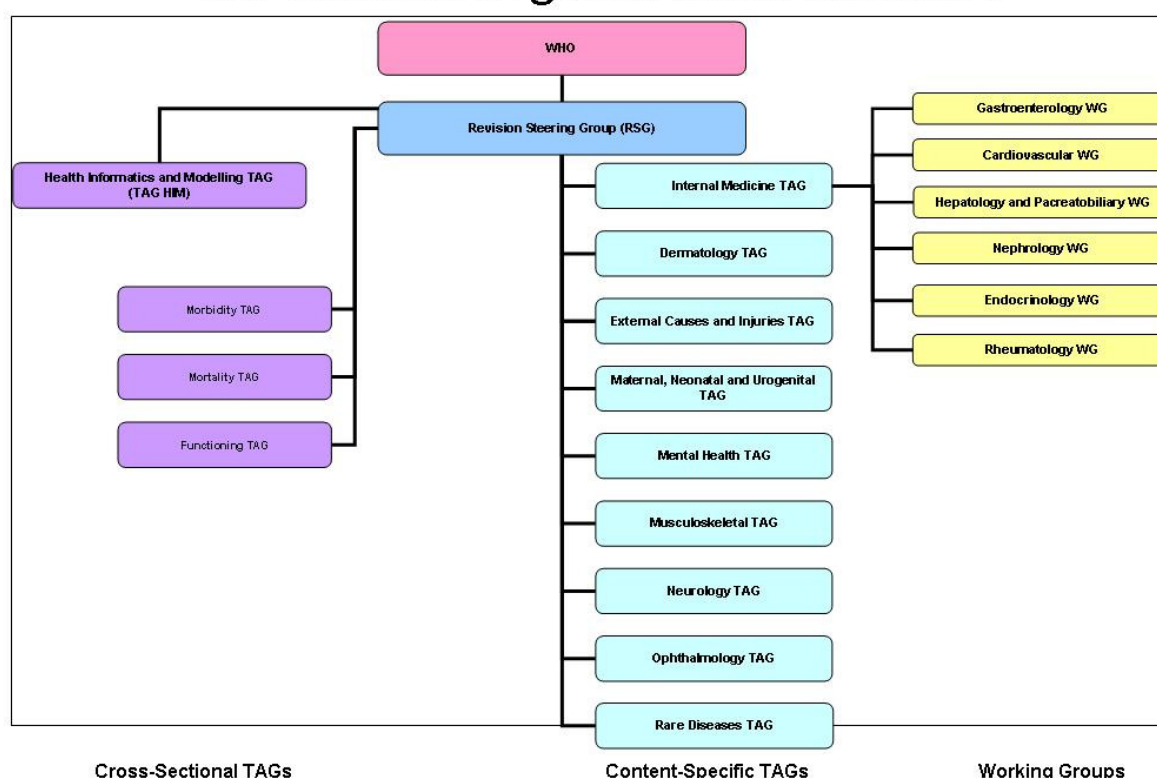 WHO
Revision Steering Group (RSG)
Health Informatics and Modelling TAG
(TAG HIM)
Morbidity TAG
Mortality TAG
Functioning TAG
Internal Medicine TAG
Dermatology TAG
External Causes and Injuries TAG
Maternal, Neonatal and Urogenital
TAG
Mental Health TAG
Musculoskeletal TAG
Neurology TAG
Ophthalmology TAG
Rare Diseases TAG
Gastroenterology WG
Cardiovascular WG
Hepatology and Pacreatobiliary WG
Nephrology WG
Endocrinology WG
Rheumatology WG
Cross-Sectional TAGs
Content-Specific TAGs
Working Groups